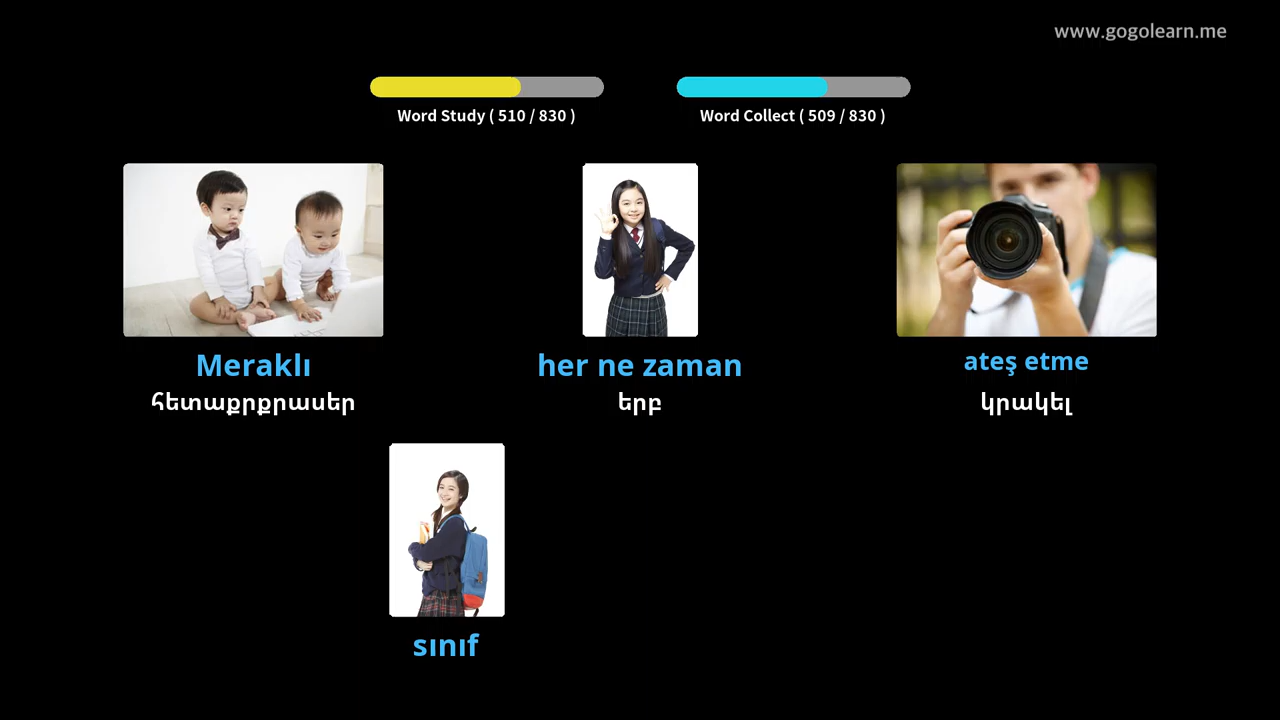 www.gogolearn.me
Word Study ( 510 / 830 )
Word Collect ( 509 / 830 )
Meraklı
her ne zaman
ateş etme
հետաքրքրասեր
երբ
կրակել
sınıf